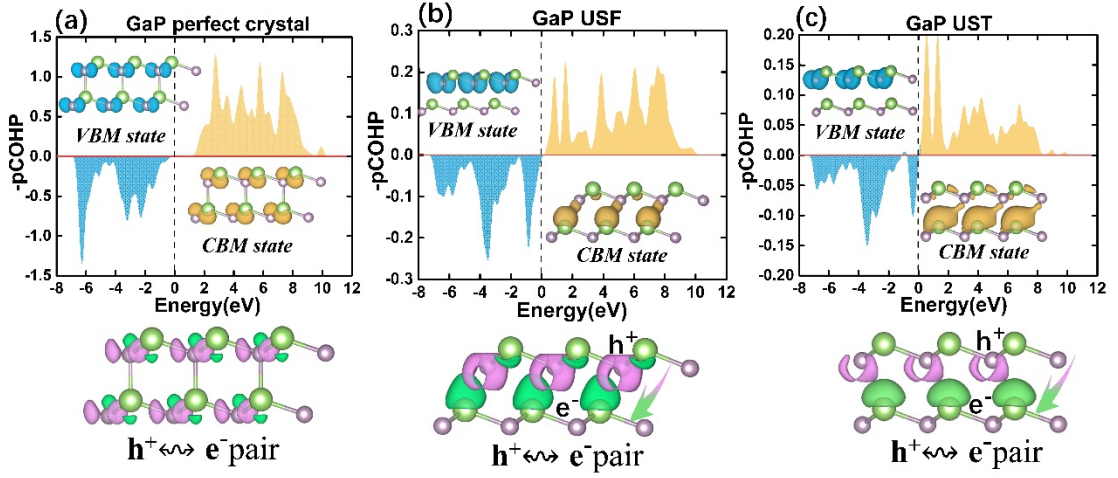 (a) GaP perfect crystal
-pCOHP
1.5
1.0
0.5
0.0
-0.5
-1.0
-1.5
VBM state
CBM state
-8 -6 -4 -2 0 2 4 6 8 10 12
Energy(eV)
h⁺ ↭ e⁻pair
(b) GaP USF
-pCOHP
0.3
0.2
0.1
0.0
-0.1
-0.2
-0.3
VBM state
CBM state
-8 -6 -4 -2 0 2 4 6 8 10 12
Energy(eV)
h⁺
e⁻
h⁺ ↭ e⁻pair
(c) GaP UST
-pCOHP
0.20
0.15
0.10
0.05
0.00
-0.05
-0.10
-0.15
-0.20
VBM state
CBM state
-8 -6 -4 -2 0 2 4 6 8 10 12
Energy(eV)
h⁺
e⁻
h⁺ ↭ e⁻pair